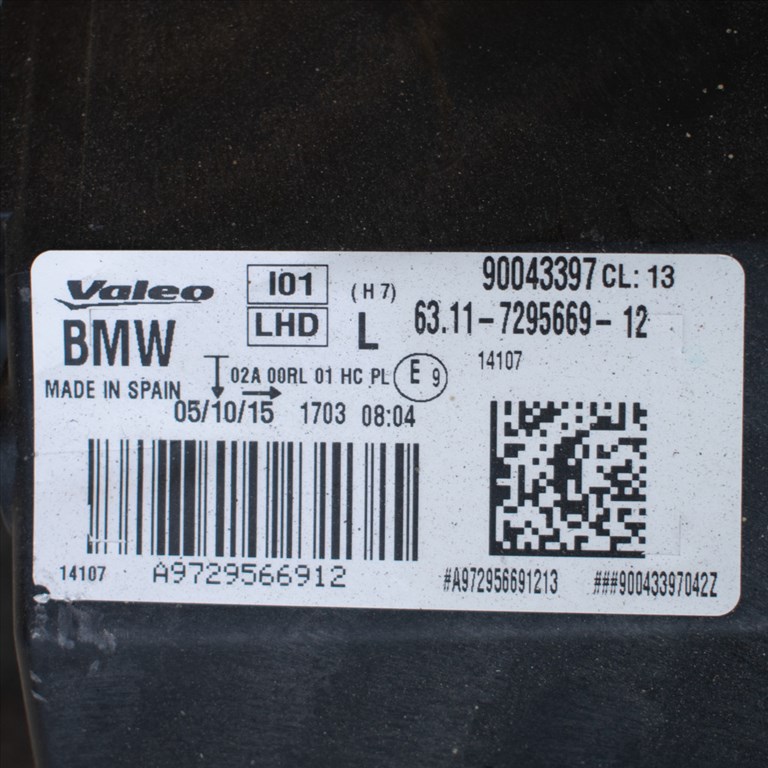 Valeo I01 (H7) 90043397 CL: 13
BMW LHD L 63.11-7295669-12
14107
MADE IN SPAIN 02A 00RL 01 HC PL E 9
05/10/15 1703 08:04
14107 A9729566912 #A972956691213 ###90043397042Z